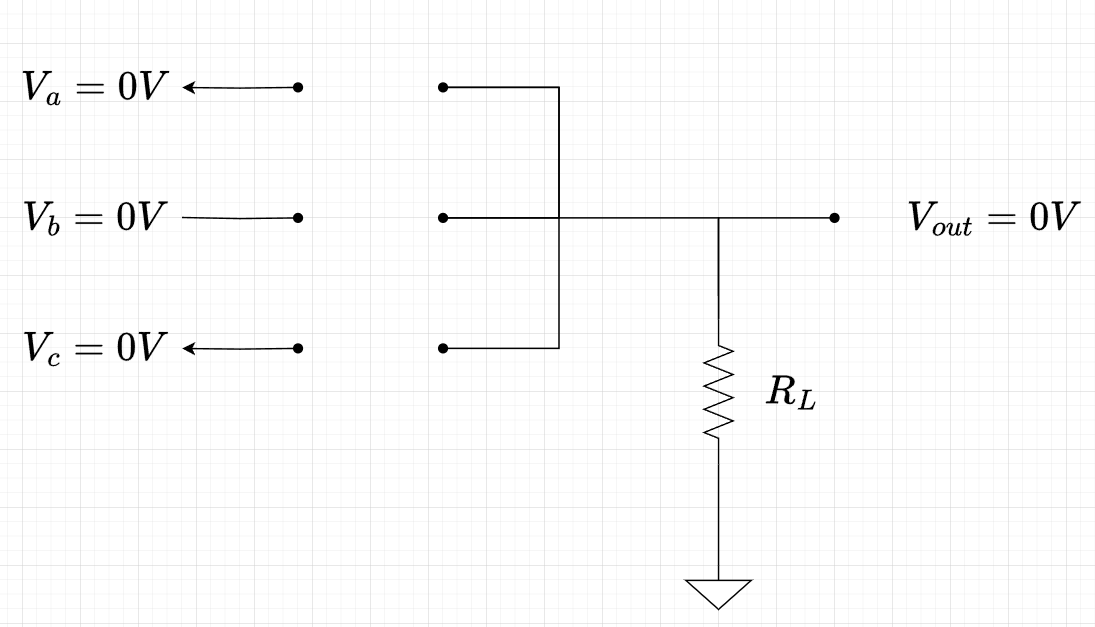 V_a = 0V
V_b = 0V
V_out = 0V
V_c = 0V
R_L